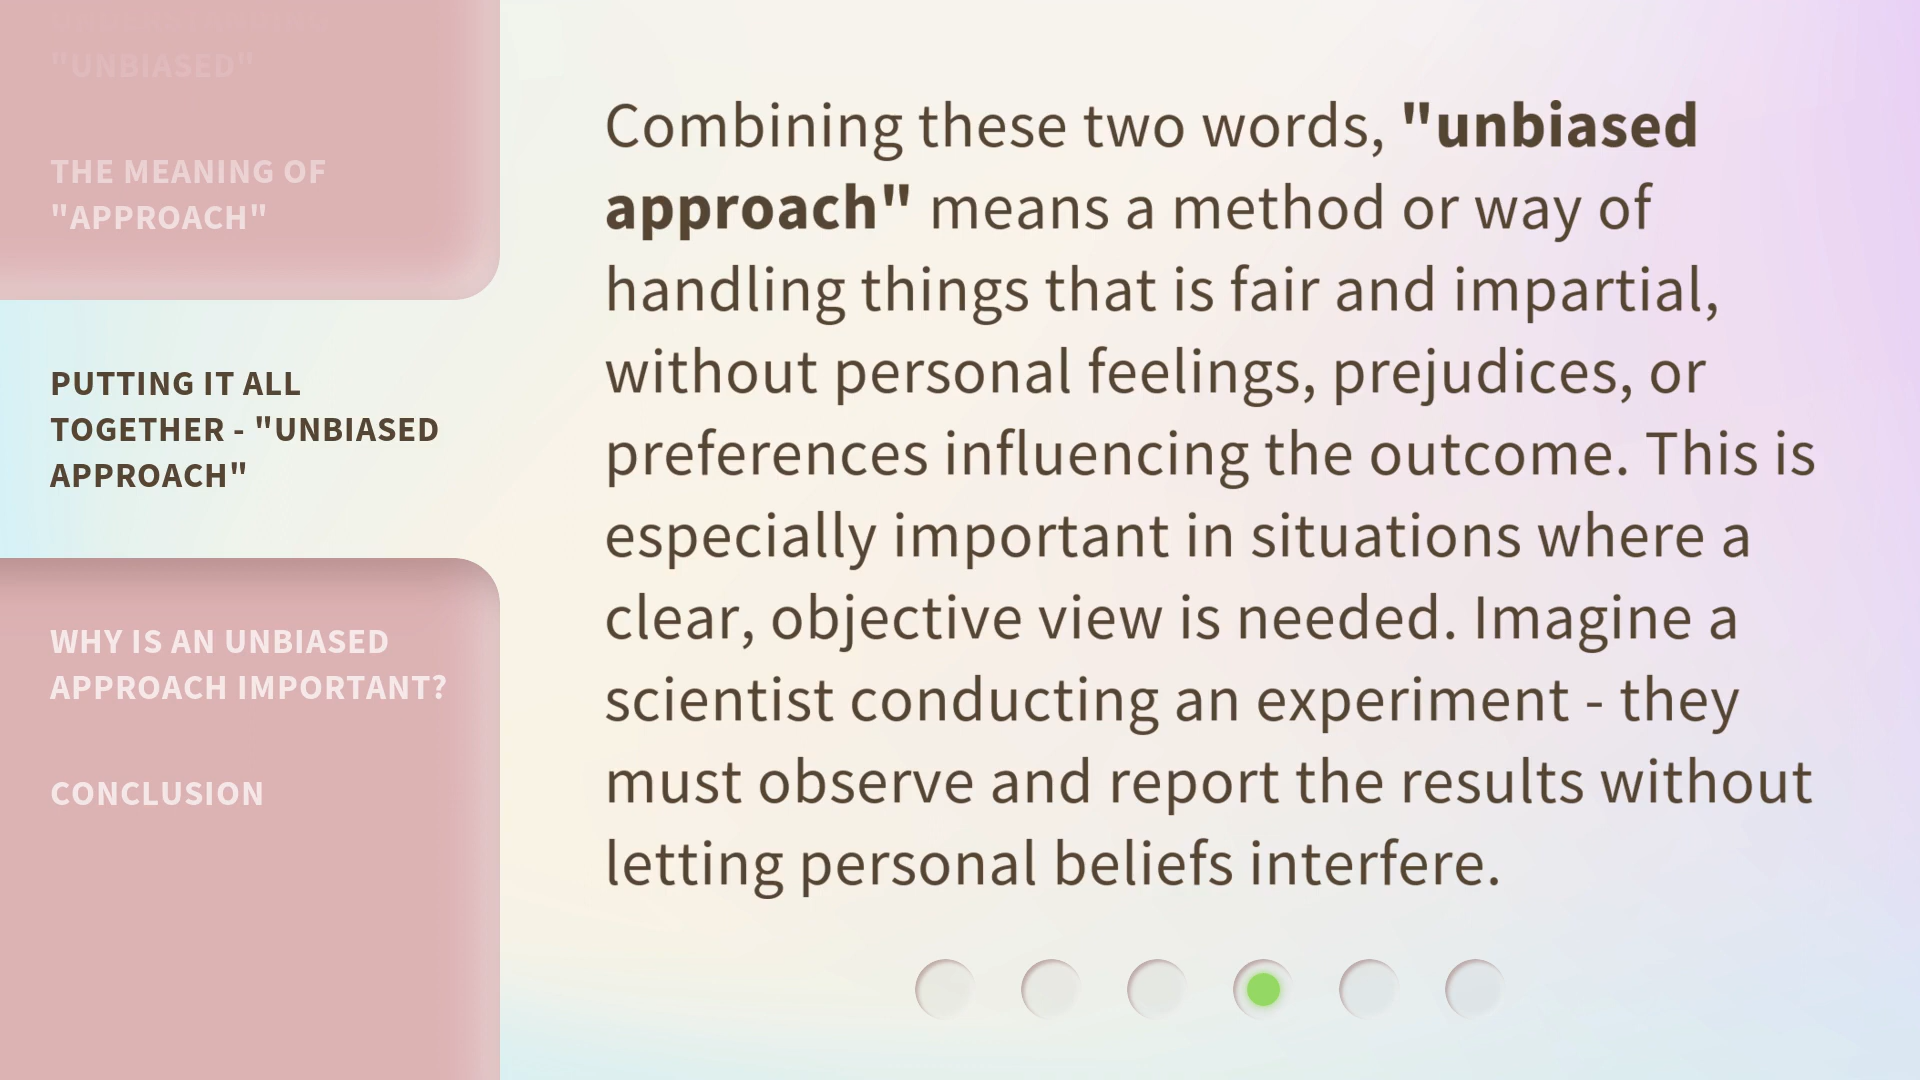 "UNBIASED"
THE MEANING OF
"APPROACH"
PUTTING IT ALL
TOGETHER - "UNBIASED
APPROACH"
WHY IS AN UNBIASED
APPROACH IMPORTANT?
CONCLUSION
Combining these two words, "unbiased
approach" means a method or way of
handling things that is fair and impartial,
without personal feelings, prejudices, or
preferences influencing the outcome. This is
especially important in situations where a
clear, objective view is needed. Imagine a
scientist conducting an experiment - they
must observe and report the results without
letting personal beliefs interfere.